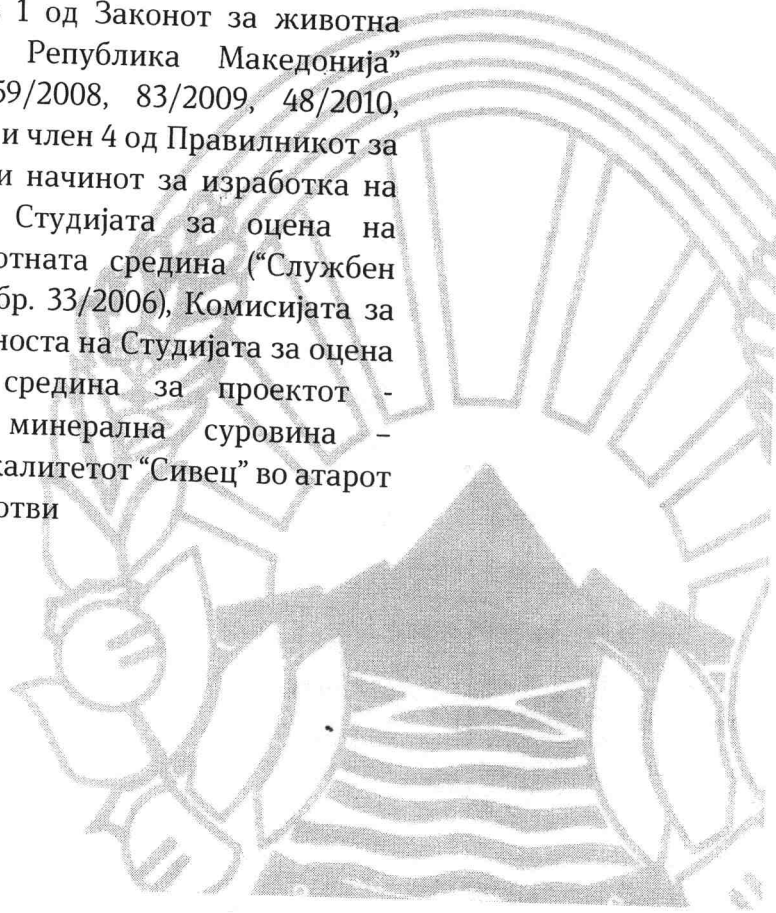 1 од Законот за животна
Република Македонија”
59/2008, 83/2009, 48/2010,
и член 4 од Правилникот за
и начинот за изработка на
Студијата за оцена на
отната средина (“Службен
бр. 33/2006), Комисијата за
носта на Студијата за оцена
средина за проектот -
минерална суровина –
калитетот “Сивец” во атарот
отви